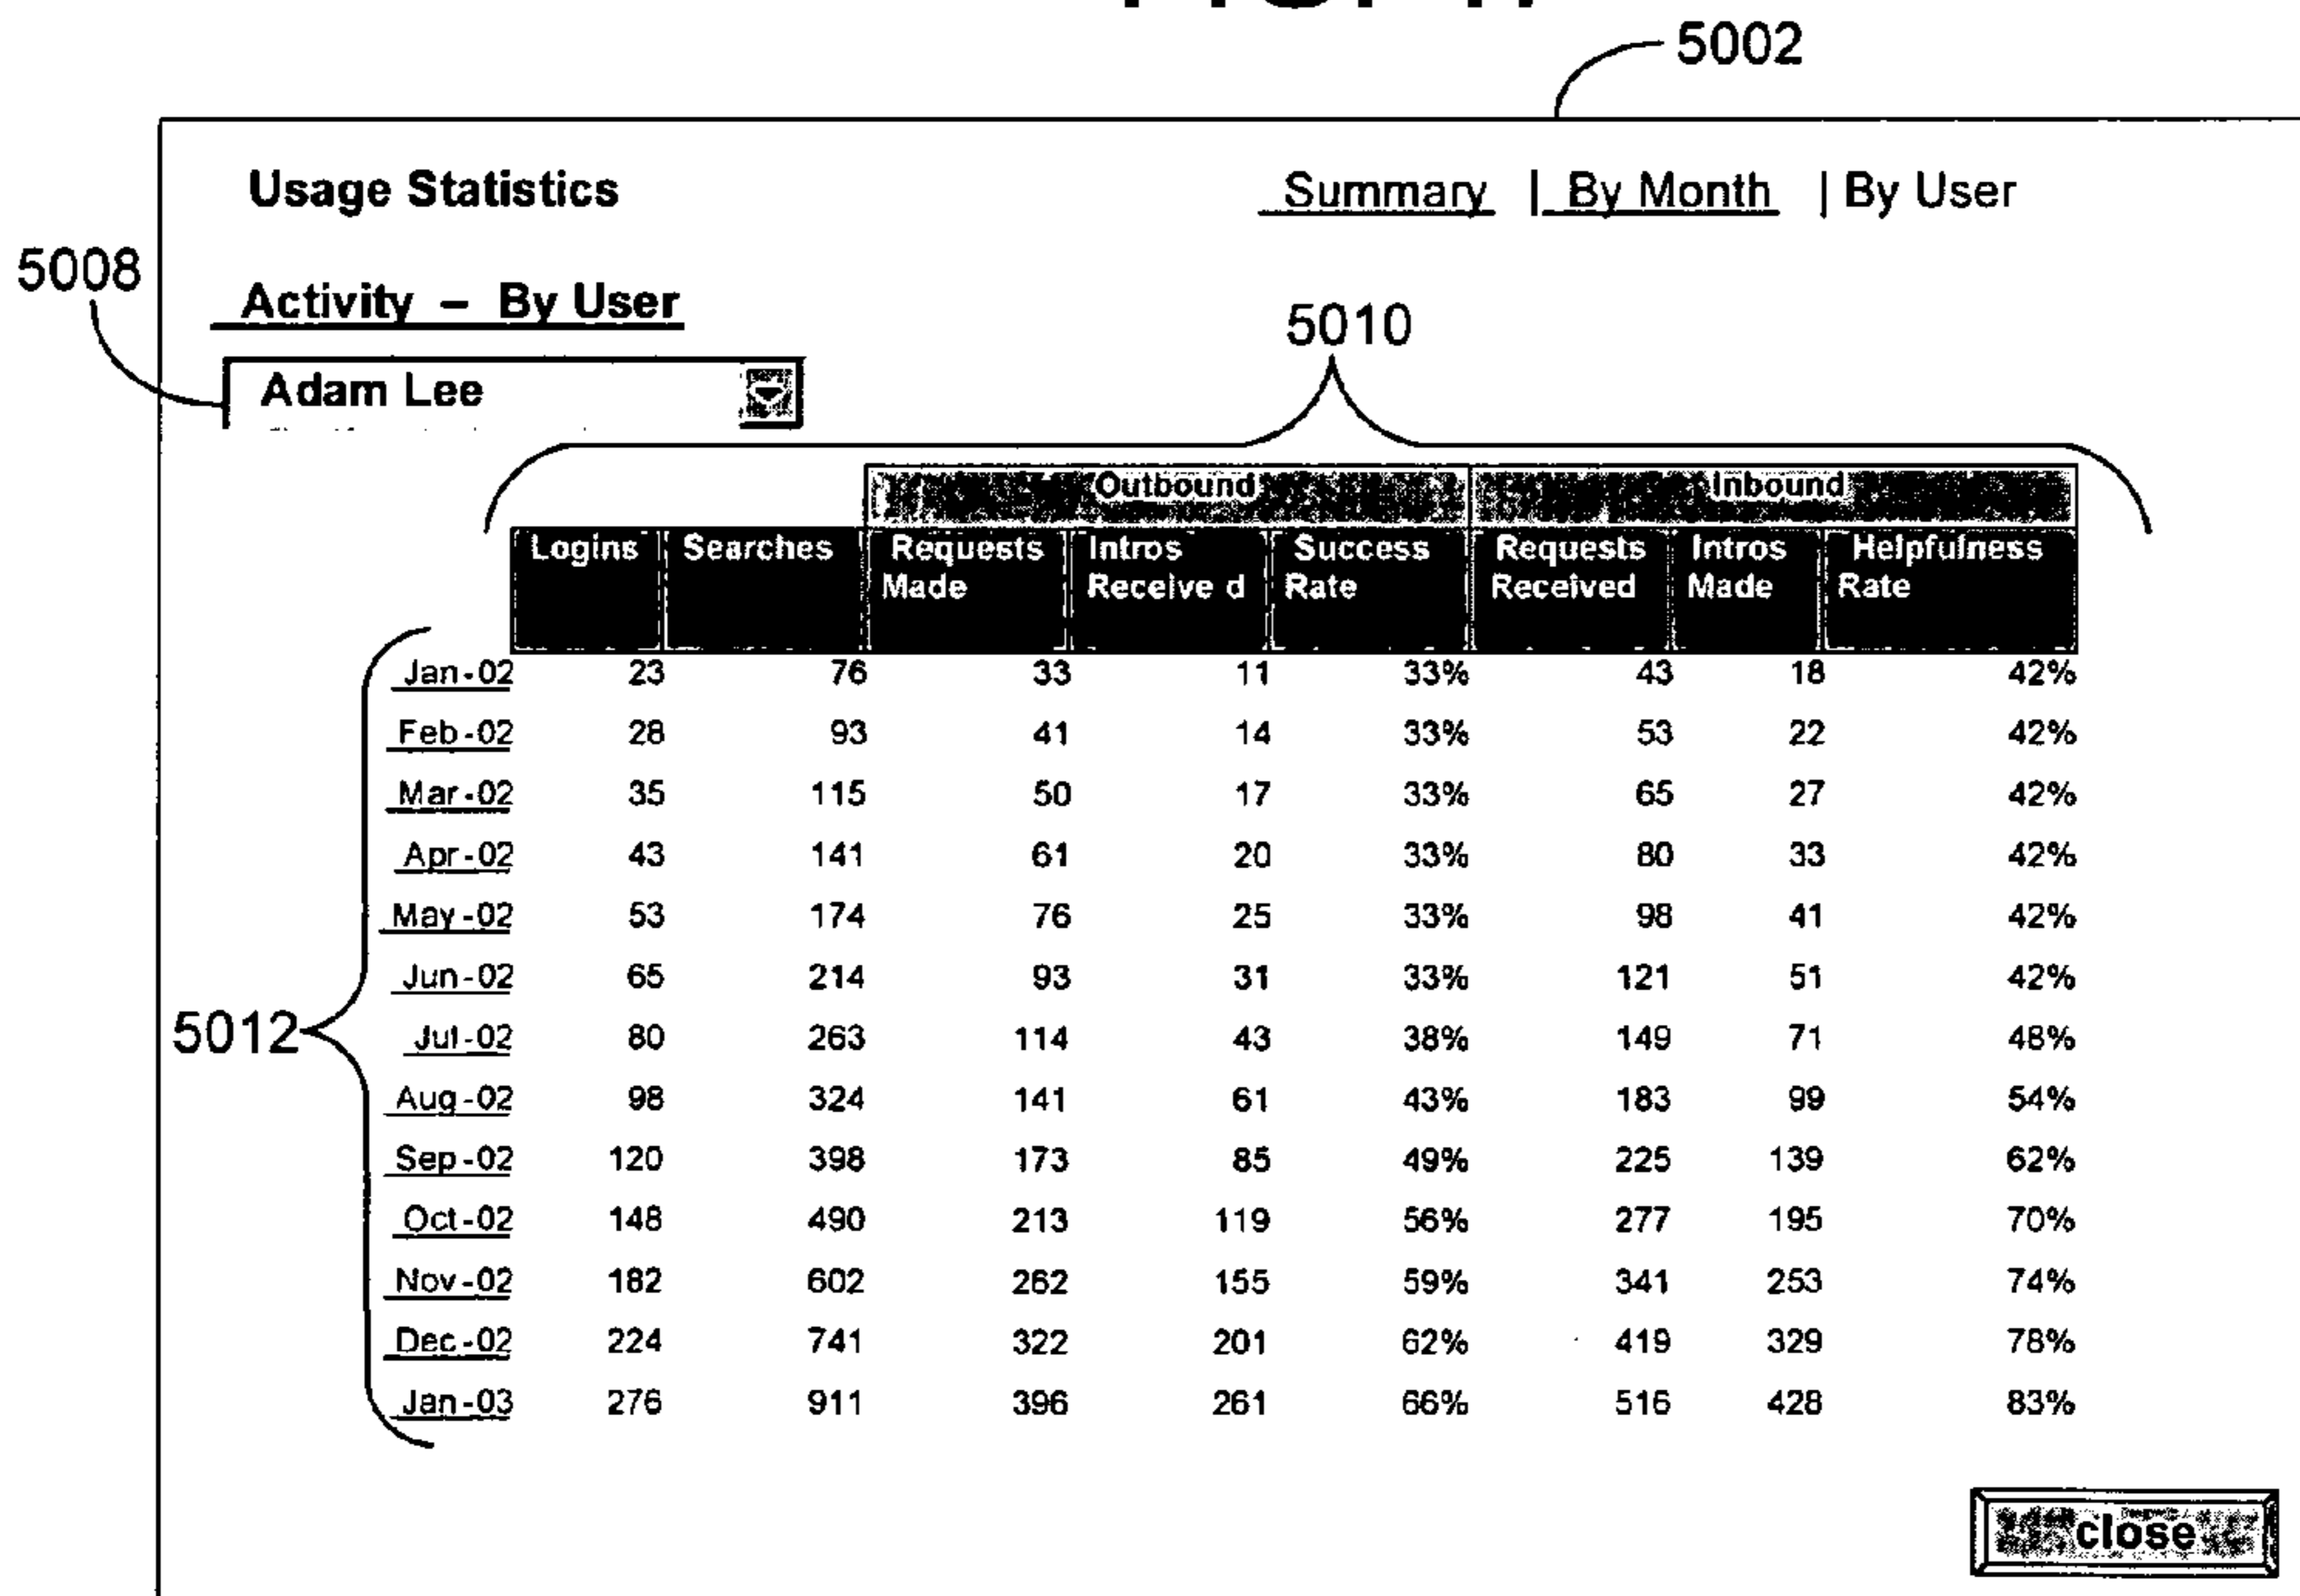 5002
Usage Statistics Summary | By Month | By User
5008
Activity – By User
5010
Adam Lee
Outbound Inbound
Logins Searches Requests Made Intros Receive d Success Rate Requests Received Intros Made Helpfulness Rate
Jan-02 23 76 33 11 33% 43 18 42%
Feb-02 28 93 41 14 33% 53 22 42%
Mar-02 35 115 50 17 33% 65 27 42%
Apr-02 43 141 61 20 33% 80 33 42%
May-02 53 174 76 25 33% 98 41 42%
Jun-02 65 214 93 31 33% 121 51 42%
5012
Jul-02 80 263 114 43 38% 149 71 48%
Aug-02 98 324 141 61 43% 183 99 54%
Sep-02 120 398 173 85 49% 225 139 62%
Oct-02 148 490 213 119 56% 277 195 70%
Nov-02 182 602 262 155 59% 341 253 74%
Dec-02 224 741 322 201 62% 419 329 78%
Jan-03 276 911 396 261 66% 516 428 83%
close